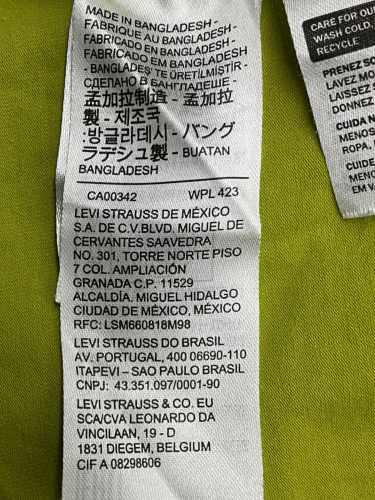 MADE IN BANGLADESH -
FABRIQUE AU BANGLADESH -
FABRICADO EN BANGLADESH -
FABRICADO EM BANGLADESH
- BANGLADEŞ'TE ÜRETİLMİŞTİR -
СДЕЛАНО В БАНГЛАДЕШЕ -
孟加拉制造 - 孟加拉
製 - 제조국
:방글라데시 - バング
ラデシュ製 - BUATAN
BANGLADESH
CA00342 WPL 423
LEVI STRAUSS DE MÉXICO
S.A. DE C.V.BLVD. MIGUEL DE
CERVANTES SAAVEDRA
NO. 301, TORRE NORTE PISO
7 COL. AMPLIACIÓN
GRANADA C.P. 11529
ALCALDÍA. MIGUEL HIDALGO
CIUDAD DE MÉXICO, MÉXICO
RFC: LSM660818M98
LEVI STRAUSS DO BRASIL
AV. PORTUGAL, 400 06690-110
ITAPEVI – SAO PAULO BRASIL
CNPJ: 43.351.097/0001-90
LEVI STRAUSS & CO. EU
SCA/CVA LEONARDO DA
VINCILAAN, 19 - D
1831 DIEGEM, BELGIUM
CIF A 08298606
CARE FOR OU
WASH COLD,
RECYCLE
PRENEZ SO
LAVEZ MO
LAISSEZ S
DONNEZ
CUIDA N
MENOS
ROPA.
CUIDE
MENO
EM V